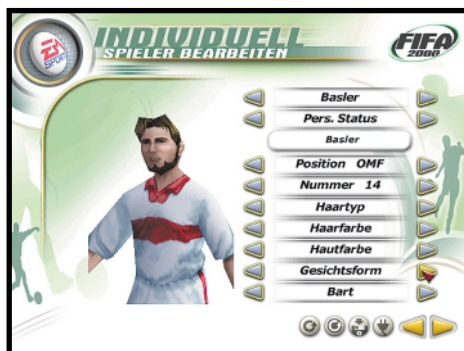 EA
SPORTS
INDIVIDUELL
SPIELER BEARBEITEN
FIFA
2000
Basler
Pers. Status
Basler
Position OMF
Nummer 14
Haartyp
Haarfarbe
Hautfarbe
Gesichtsform
Bart